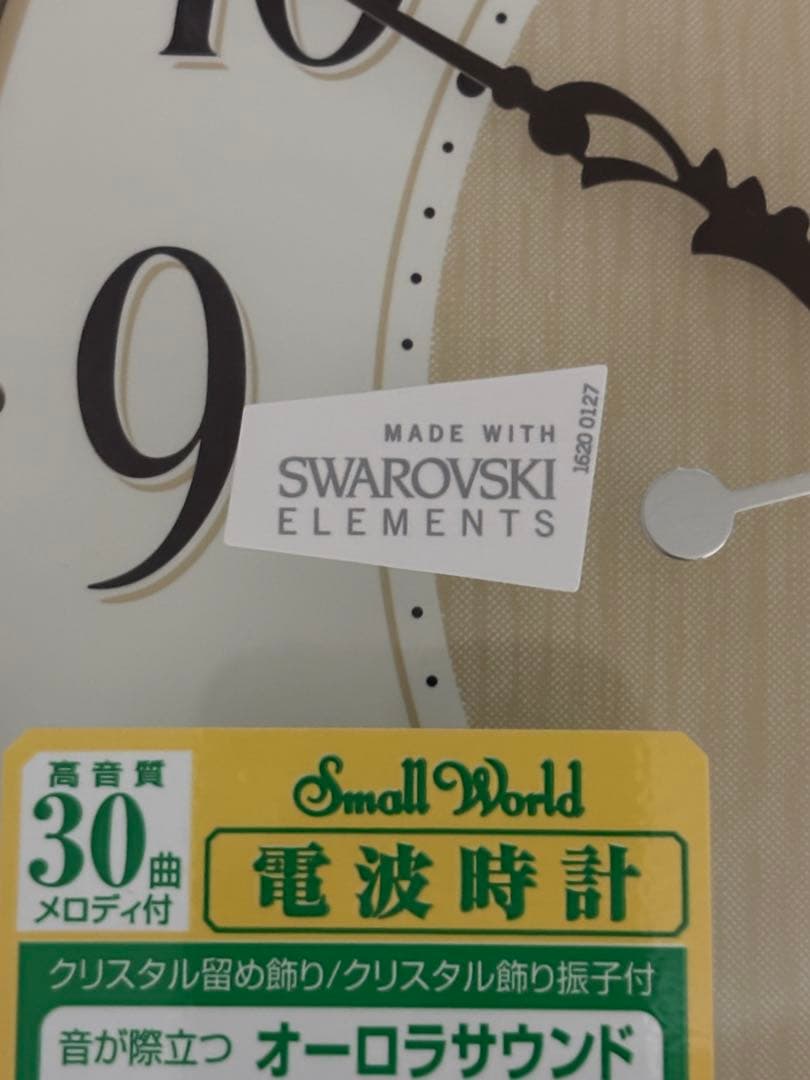 10
9
MADE WITH
SWAROVSKI
ELEMENTS
1620 0127
高音質
30曲
メロディ付
Small World
電波時計
クリスタル留め飾り/クリスタル飾り振子付
音が際立つ オーロラサウンド